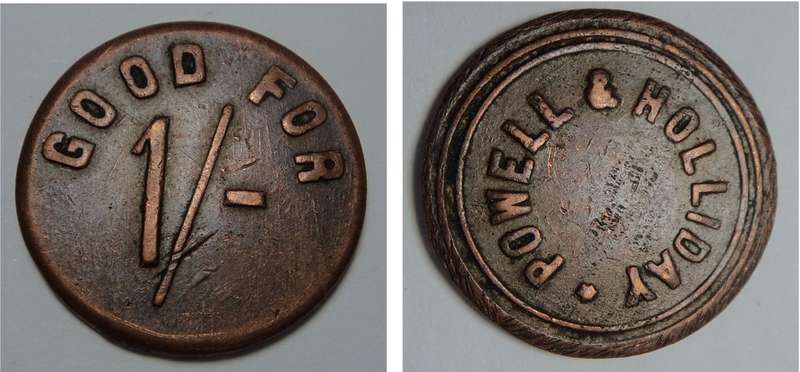 GOOD FOR
1/-
POWELL & HOLLIDAY